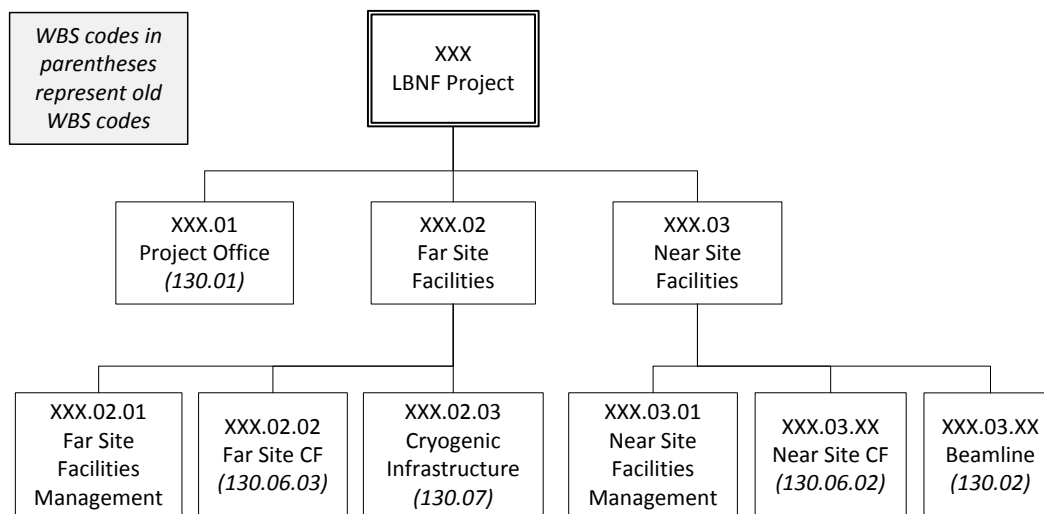 WBS codes in
parentheses
represent old
WBS codes
XXX
LBNF Project
XXX.01
Project Office
(130.01)
XXX.02
Far Site
Facilities
XXX.03
Near Site
Facilities
XXX.02.01
Far Site
Facilities
Management
XXX.02.02
Far Site CF
(130.06.03)
XXX.02.03
Cryogenic
Infrastructure
(130.07)
XXX.03.01
Near Site
Facilities
Management
XXX.03.XX
Near Site CF
(130.06.02)
XXX.03.XX
Beamline
(130.02)